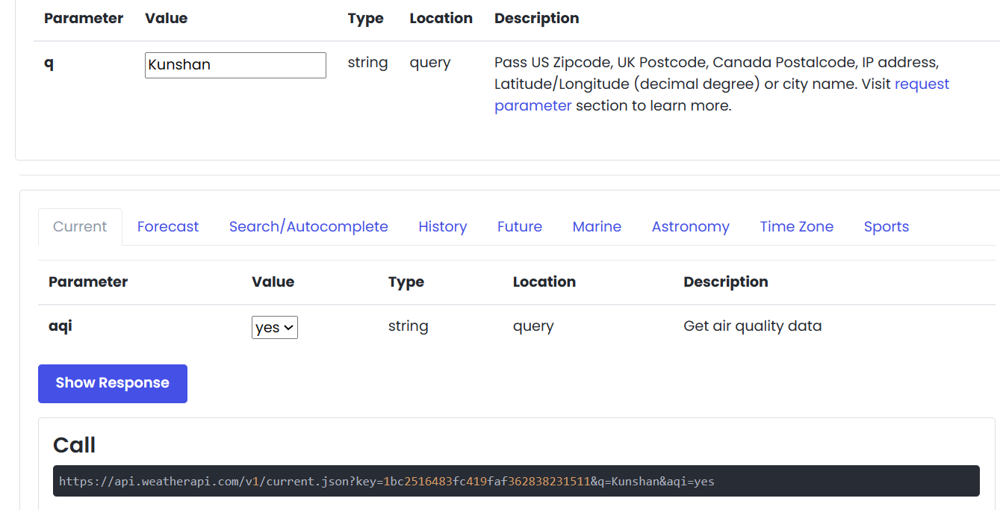 Parameter Value Type Location Description
q Kunshan string query Pass US Zipcode, UK Postcode, Canada Postalcode, IP address,
Latitude/Longitude (decimal degree) or city name. Visit request
parameter section to learn more.
Current Forecast Search/Autocomplete History Future Marine Astronomy Time Zone Sports
Parameter Value Type Location Description
aqi yes string query Get air quality data
Show Response
Call
https://api.weatherapi.com/v1/current.json?key=1bc2516483fc419faf362838231511&q=Kunshan&aqi=yes